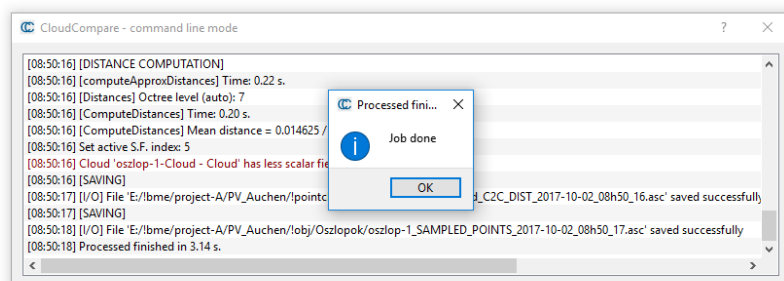 CloudCompare - command line mode
[08:50:16] [DISTANCE COMPUTATION]
[08:50:16] [computeApproxDistances] Time: 0.22 s.
[08:50:16] [Distances] Octree level (auto): 7
[08:50:16] [ComputeDistances] Time: 0.20 s.
[08:50:16] [ComputeDistances] Mean distance = 0.014625 /
[08:50:16] Set active S.F. index: 5
[08:50:16] Cloud 'oszlop-1-Cloud - Cloud' has less scalar fie
[08:50:16] [SAVING]
[08:50:17] [I/O] File 'E:/!bme/project-A/PV_Auchen/!pointc d_C2C_DIST_2017-10-02_08h50_16.asc' saved successfully
[08:50:17] [SAVING]
[08:50:18] [I/O] File 'E:/!bme/project-A/PV_Auchen/!obj/Oszlopok/oszlop-1_SAMPLED_POINTS_2017-10-02_08h50_17.asc' saved successfully
[08:50:18] Processed finished in 3.14 s.
Processed fini...
Job done
OK